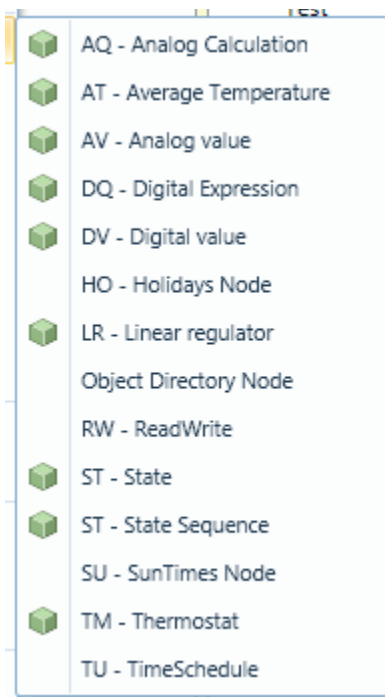 Test
AQ - Analog Calculation
AT - Average Temperature
AV - Analog value
DQ - Digital Expression
DV - Digital value
HO - Holidays Node
LR - Linear regulator
Object Directory Node
RW - ReadWrite
ST - State
ST - State Sequence
SU - SunTimes Node
TM - Thermostat
TU - TimeSchedule